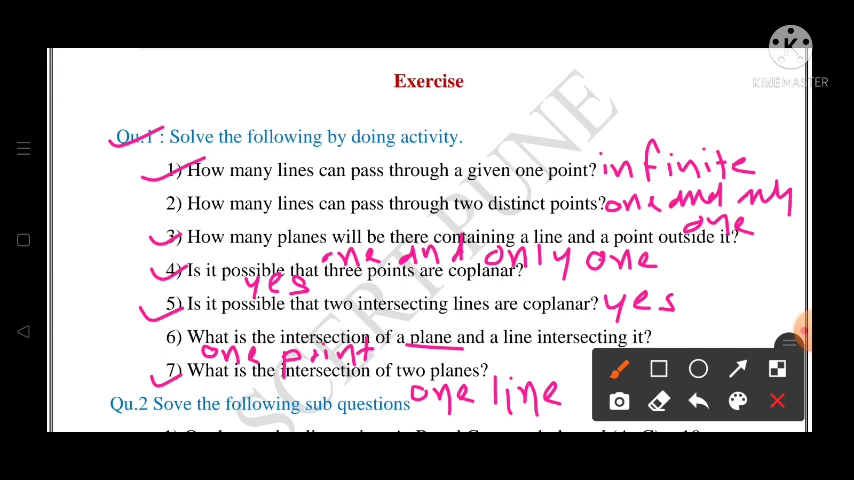 K
KINEMASTER
Exercise
Qu.1 : Solve the following by doing activity.
1) How many lines can pass through a given one point? infinite
2) How many lines can pass through two distinct points? one and only
one
3) How many planes will be there containing a line and a point outside it?
one and only one
4) Is it possible that three points are coplanar?
yes
5) Is it possible that two intersecting lines are coplanar? yes
6) What is the intersection of a plane and a line intersecting it?
one point
7) What is the intersection of two planes?
one line
Qu.2 Sove the following sub questions
SCERT PUNE